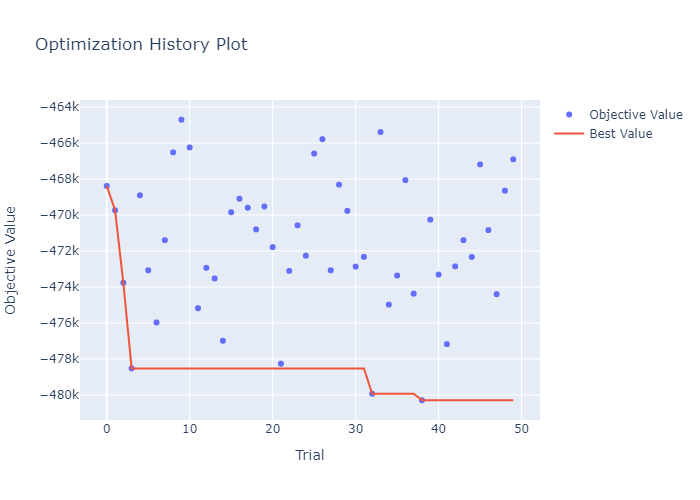 Optimization History Plot
Objective Value
Best Value
−464k
−466k
−468k
−470k
−472k
−474k
−476k
−478k
−480k
Objective Value
0 10 20 30 40 50
Trial